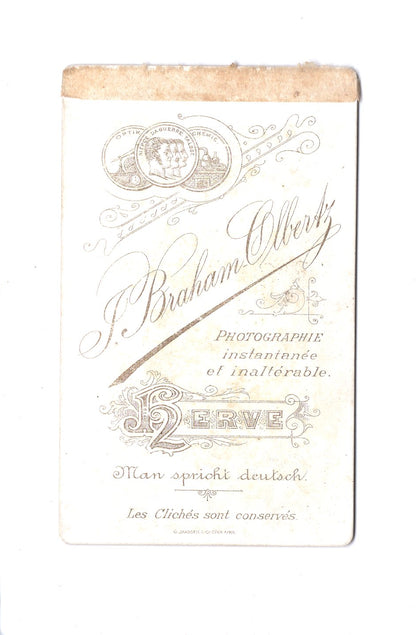 J. Braham-Olbertz
PHOTOGRAPHIE
instantanée
et inaltérable.
HERVE
Man spricht deutsch.
Les Clichés sont conservés.